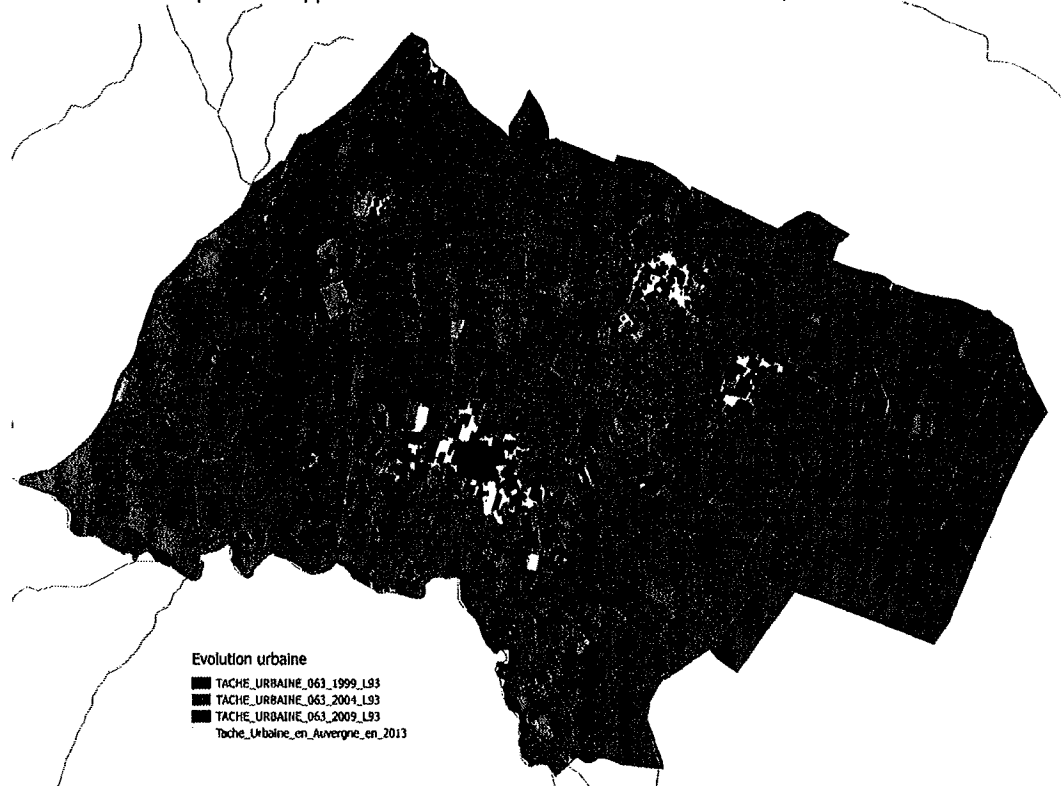 Evolution urbaine
TACHE_URBAINE_063_1999_L93
TACHE_URBAINE_063_2004_L93
TACHE_URBAINE_063_2009_L93
Tache_Urbaine_en_Auvergne_en_2013